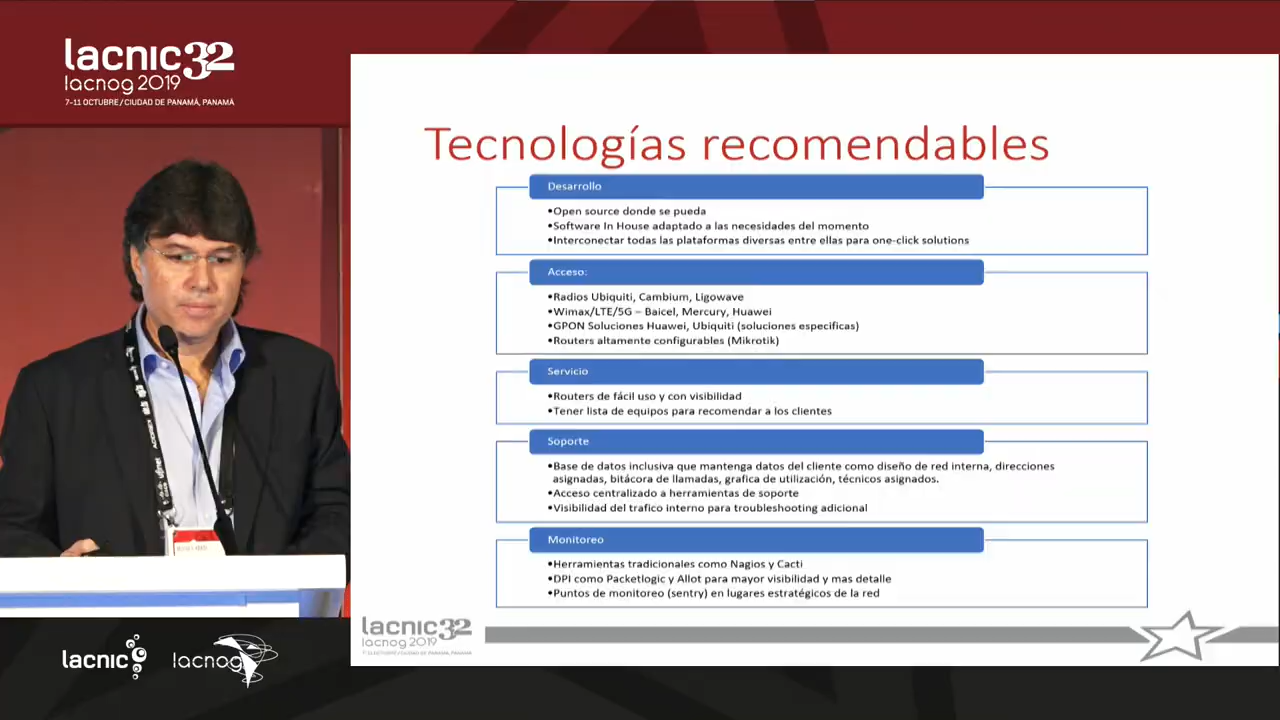 lacnic32
lacnog 2019
7-11 OCTUBRE / CIUDAD DE PANAMÁ, PANAMÁ
Tecnologías recomendables
Desarrollo
•Open source donde se pueda
•Software In House adaptado a las necesidades del momento
•Interconectar todas las plataformas diversas entre ellas para one-click solutions
Acceso:
•Radios Ubiquiti, Cambium, Ligowave
•Wimax/LTE/5G – Baicel, Mercury, Huawei
•GPON Soluciones Huawei, Ubiquiti (soluciones especificas)
•Routers altamente configurables (Mikrotik)
Servicio
•Routers de fácil uso y con visibilidad
•Tener lista de equipos para recomendar a los clientes
Soporte
•Base de datos inclusiva que mantenga datos del cliente como diseño de red interna, direcciones
asignadas, bitácora de llamadas, grafica de utilización, técnicos asignados.
•Acceso centralizado a herramientas de soporte
•Visibilidad del trafico interno para troubleshooting adicional
Monitoreo
•Herramientas tradicionales como Nagios y Cacti
•DPI como Packetlogic y Allot para mayor visibilidad y mas detalle
•Puntos de monitoreo (sentry) en lugares estratégicos de la red
lacnic32
lacnog 2019
7-11 OCTUBRE / CIUDAD DE PANAMÁ, PANAMÁ
lacnic
lacnog